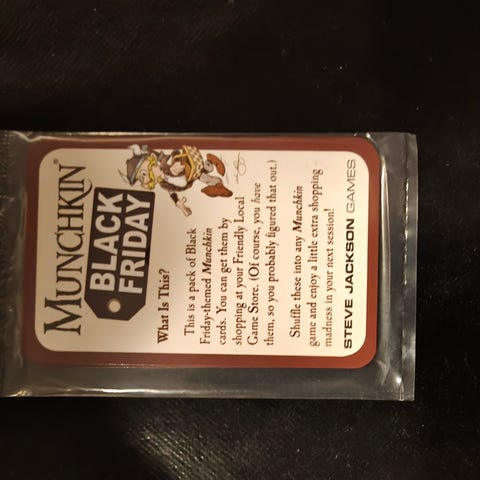 MUNCHKIN®
BLACK
FRIDAY
What Is This?
This is a pack of Black
Friday-themed Munchkin
cards. You can get them by
shopping at your Friendly Local
Game Store. (Of course, you have
them, so you probably figured that out.)
Shuffle these into any Munchkin
game and enjoy a little extra shopping
madness in your next session!
STEVE JACKSON GAMES